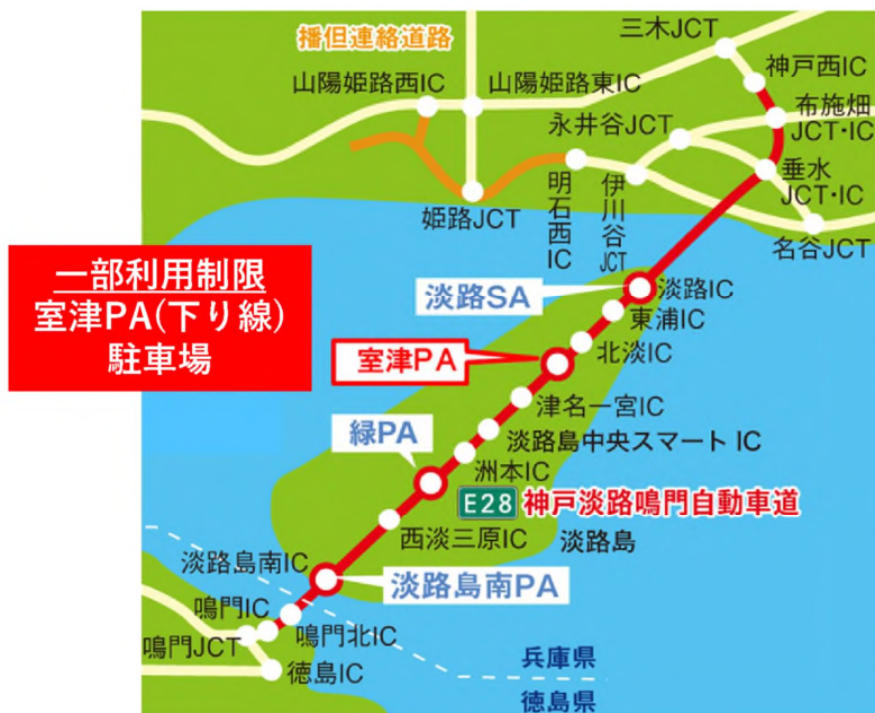 播但連絡道路
三木JCT
山陽姫路西IC
山陽姫路東IC
神戸西IC
永井谷JCT
布施畑
JCT・IC
垂水
JCT・IC
姫路JCT
明石西IC
伊川谷JCT
名谷JCT
一部利用制限
室津PA(下り線)
駐車場
淡路SA
淡路IC
東浦IC
室津PA
北淡IC
津名一宮IC
緑PA
淡路島中央スマート IC
洲本IC
E28 神戸淡路鳴門自動車道
西淡三原IC
淡路島
淡路島南IC
淡路島南PA
鳴門IC
鳴門北IC
鳴門JCT
徳島IC
兵庫県
徳島県